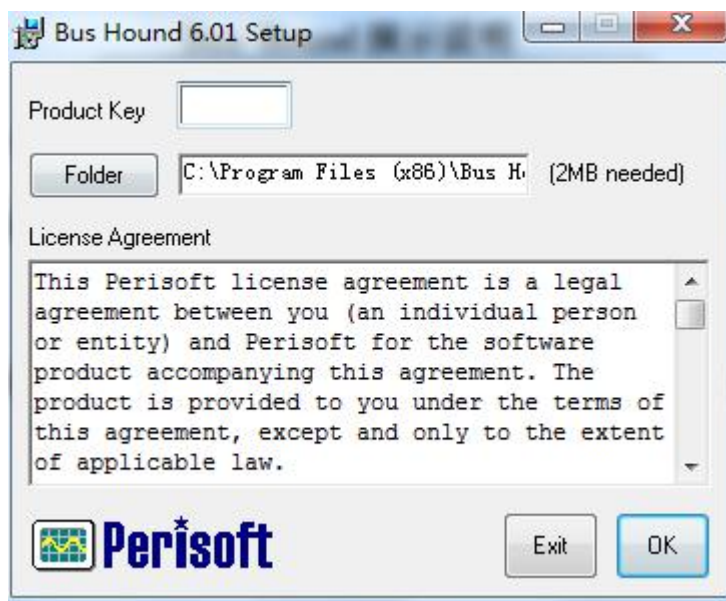 Bus Hound 6.01 Setup
Product Key
Folder
C:\Program Files (x86)\Bus H
(2MB needed)
License Agreement
This Perisoft license agreement is a legal
agreement between you (an individual person
or entity) and Perisoft for the software
product accompanying this agreement. The
product is provided to you under the terms of
this agreement, except and only to the extent
of applicable law.
Perisoft
Exit
OK